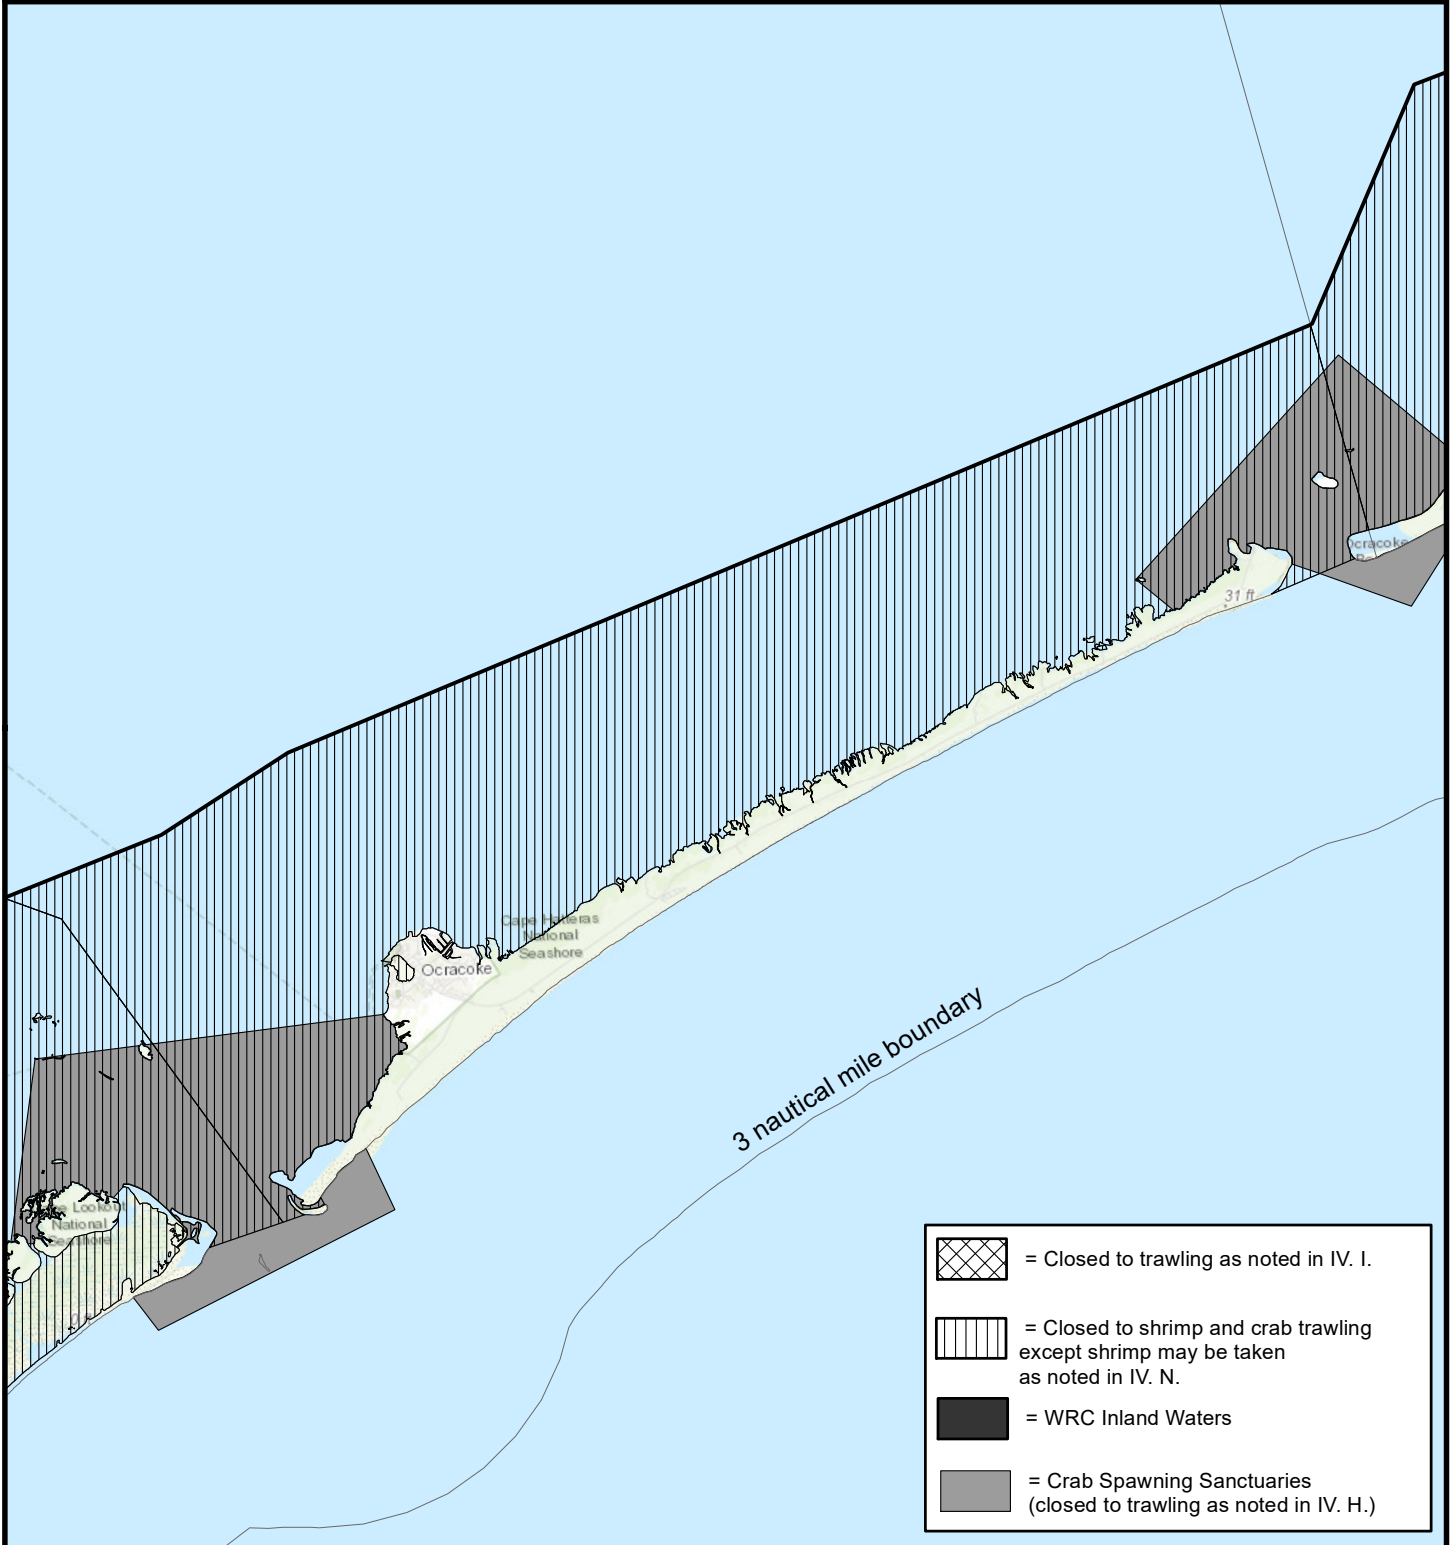 Ocracoke
31 ft
Cape Hatteras
National
Seashore
Ocracoke
3 nautical mile boundary
Lookout
National
Seashore
= Closed to trawling as noted in IV. I.
= Closed to shrimp and crab trawling
except shrimp may be taken
as noted in IV. N.
= WRC Inland Waters
= Crab Spawning Sanctuaries
(closed to trawling as noted in IV. H.)